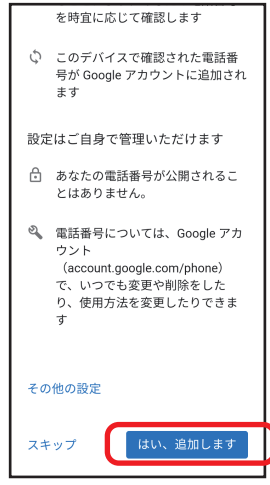 を時宜に応じて確認します
このデバイスで確認された電話番
号が Google アカウントに追加され
ます
設定はご自身で管理いただけます
あなたの電話番号が公開されるこ
とはありません。
電話番号については、Google アカ
ウント
（account.google.com/phone）
で、いつでも変更や削除をした
り、使用方法を変更したりできま
す
その他の設定
スキップ
はい、追加します